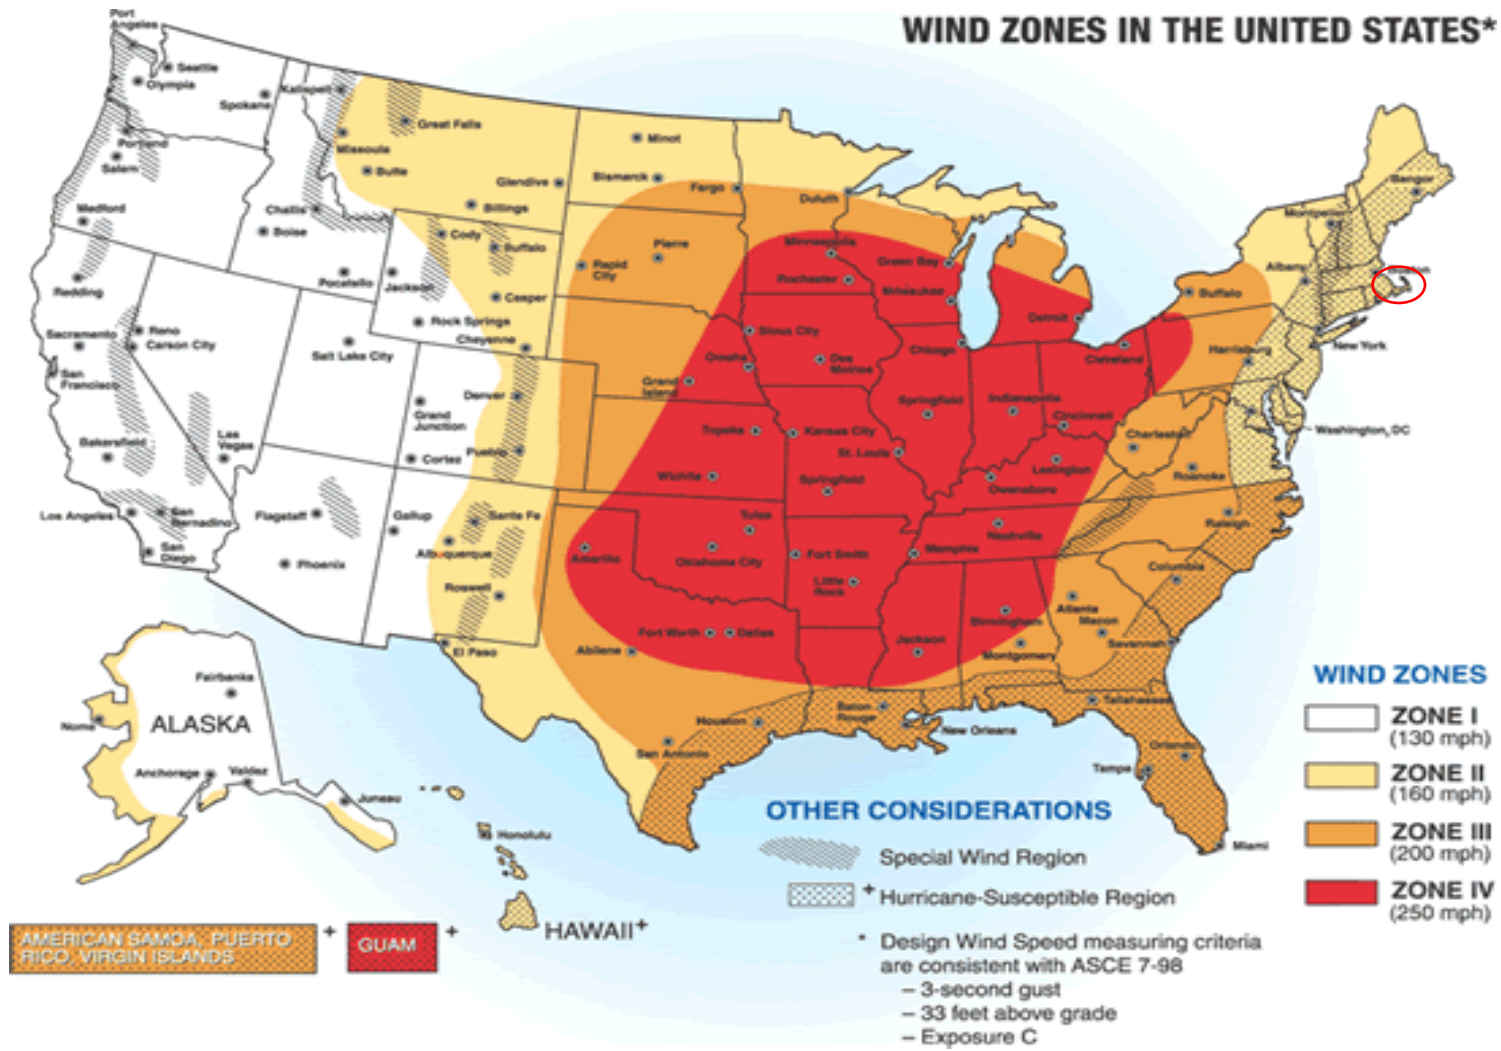 WIND ZONES IN THE UNITED STATES*
Port
Angeles
Seattle
Olympia
Spokane
Kalispell
Great Falls
Missoula
Butte
Glendive
Billings
Minot
Bismarck
Fargo
Duluth
Portland
Salem
Medford
Challis
Boise
Pocatello
Jackson
Cody
Buffalo
Casper
Rock Springs
Cheyenne
Rapid
City
Pierre
Minneapolis
Rochester
Green Bay
Milwaukee
Detroit
Buffalo
Albany
Montpelier
Bangor
Boston
New York
Harrisburg
Washington, DC
Redding
Sacramento
Reno
Carson City
San
Francisco
Salt Lake City
Bakersfield
Las
Vegas
Grand
Junction
Denver
Pueblo
Cortez
Sioux City
Omaha
Des
Moines
Grand
Island
Chicago
Cleveland
Springfield
Indianapolis
Cincinnati
Charleston
Topeka
Kansas City
St. Louis
Wichita
Springfield
Lexington
Owensboro
Roanoke
Raleigh
Los Angeles
San
Bernadino
San
Diego
Flagstaff
Phoenix
Gallup
Sante Fe
Albuquerque
Roswell
El Paso
Amarillo
Tulsa
Oklahoma City
Fort Smith
Little
Rock
Memphis
Nashville
Columbia
Atlanta
Macon
Savannah
Birmingham
Montgomery
Jackson
Fort Worth
Dallas
Abilene
Houston
San Antonio
Baton
Rouge
New Orleans
Tallahassee
Orlando
Tampa
Miami
Fairbanks
ALASKA
Nome
Anchorage
Valdez
Juneau
Honolulu
HAWAII+
AMERICAN SAMOA, PUERTO
RICO, VIRGIN ISLANDS
+
GUAM
+
OTHER CONSIDERATIONS
Special Wind Region
+ Hurricane-Susceptible Region
* Design Wind Speed measuring criteria
are consistent with ASCE 7-98
– 3-second gust
– 33 feet above grade
– Exposure C
WIND ZONES
ZONE I
(130 mph)
ZONE II
(160 mph)
ZONE III
(200 mph)
ZONE IV
(250 mph)